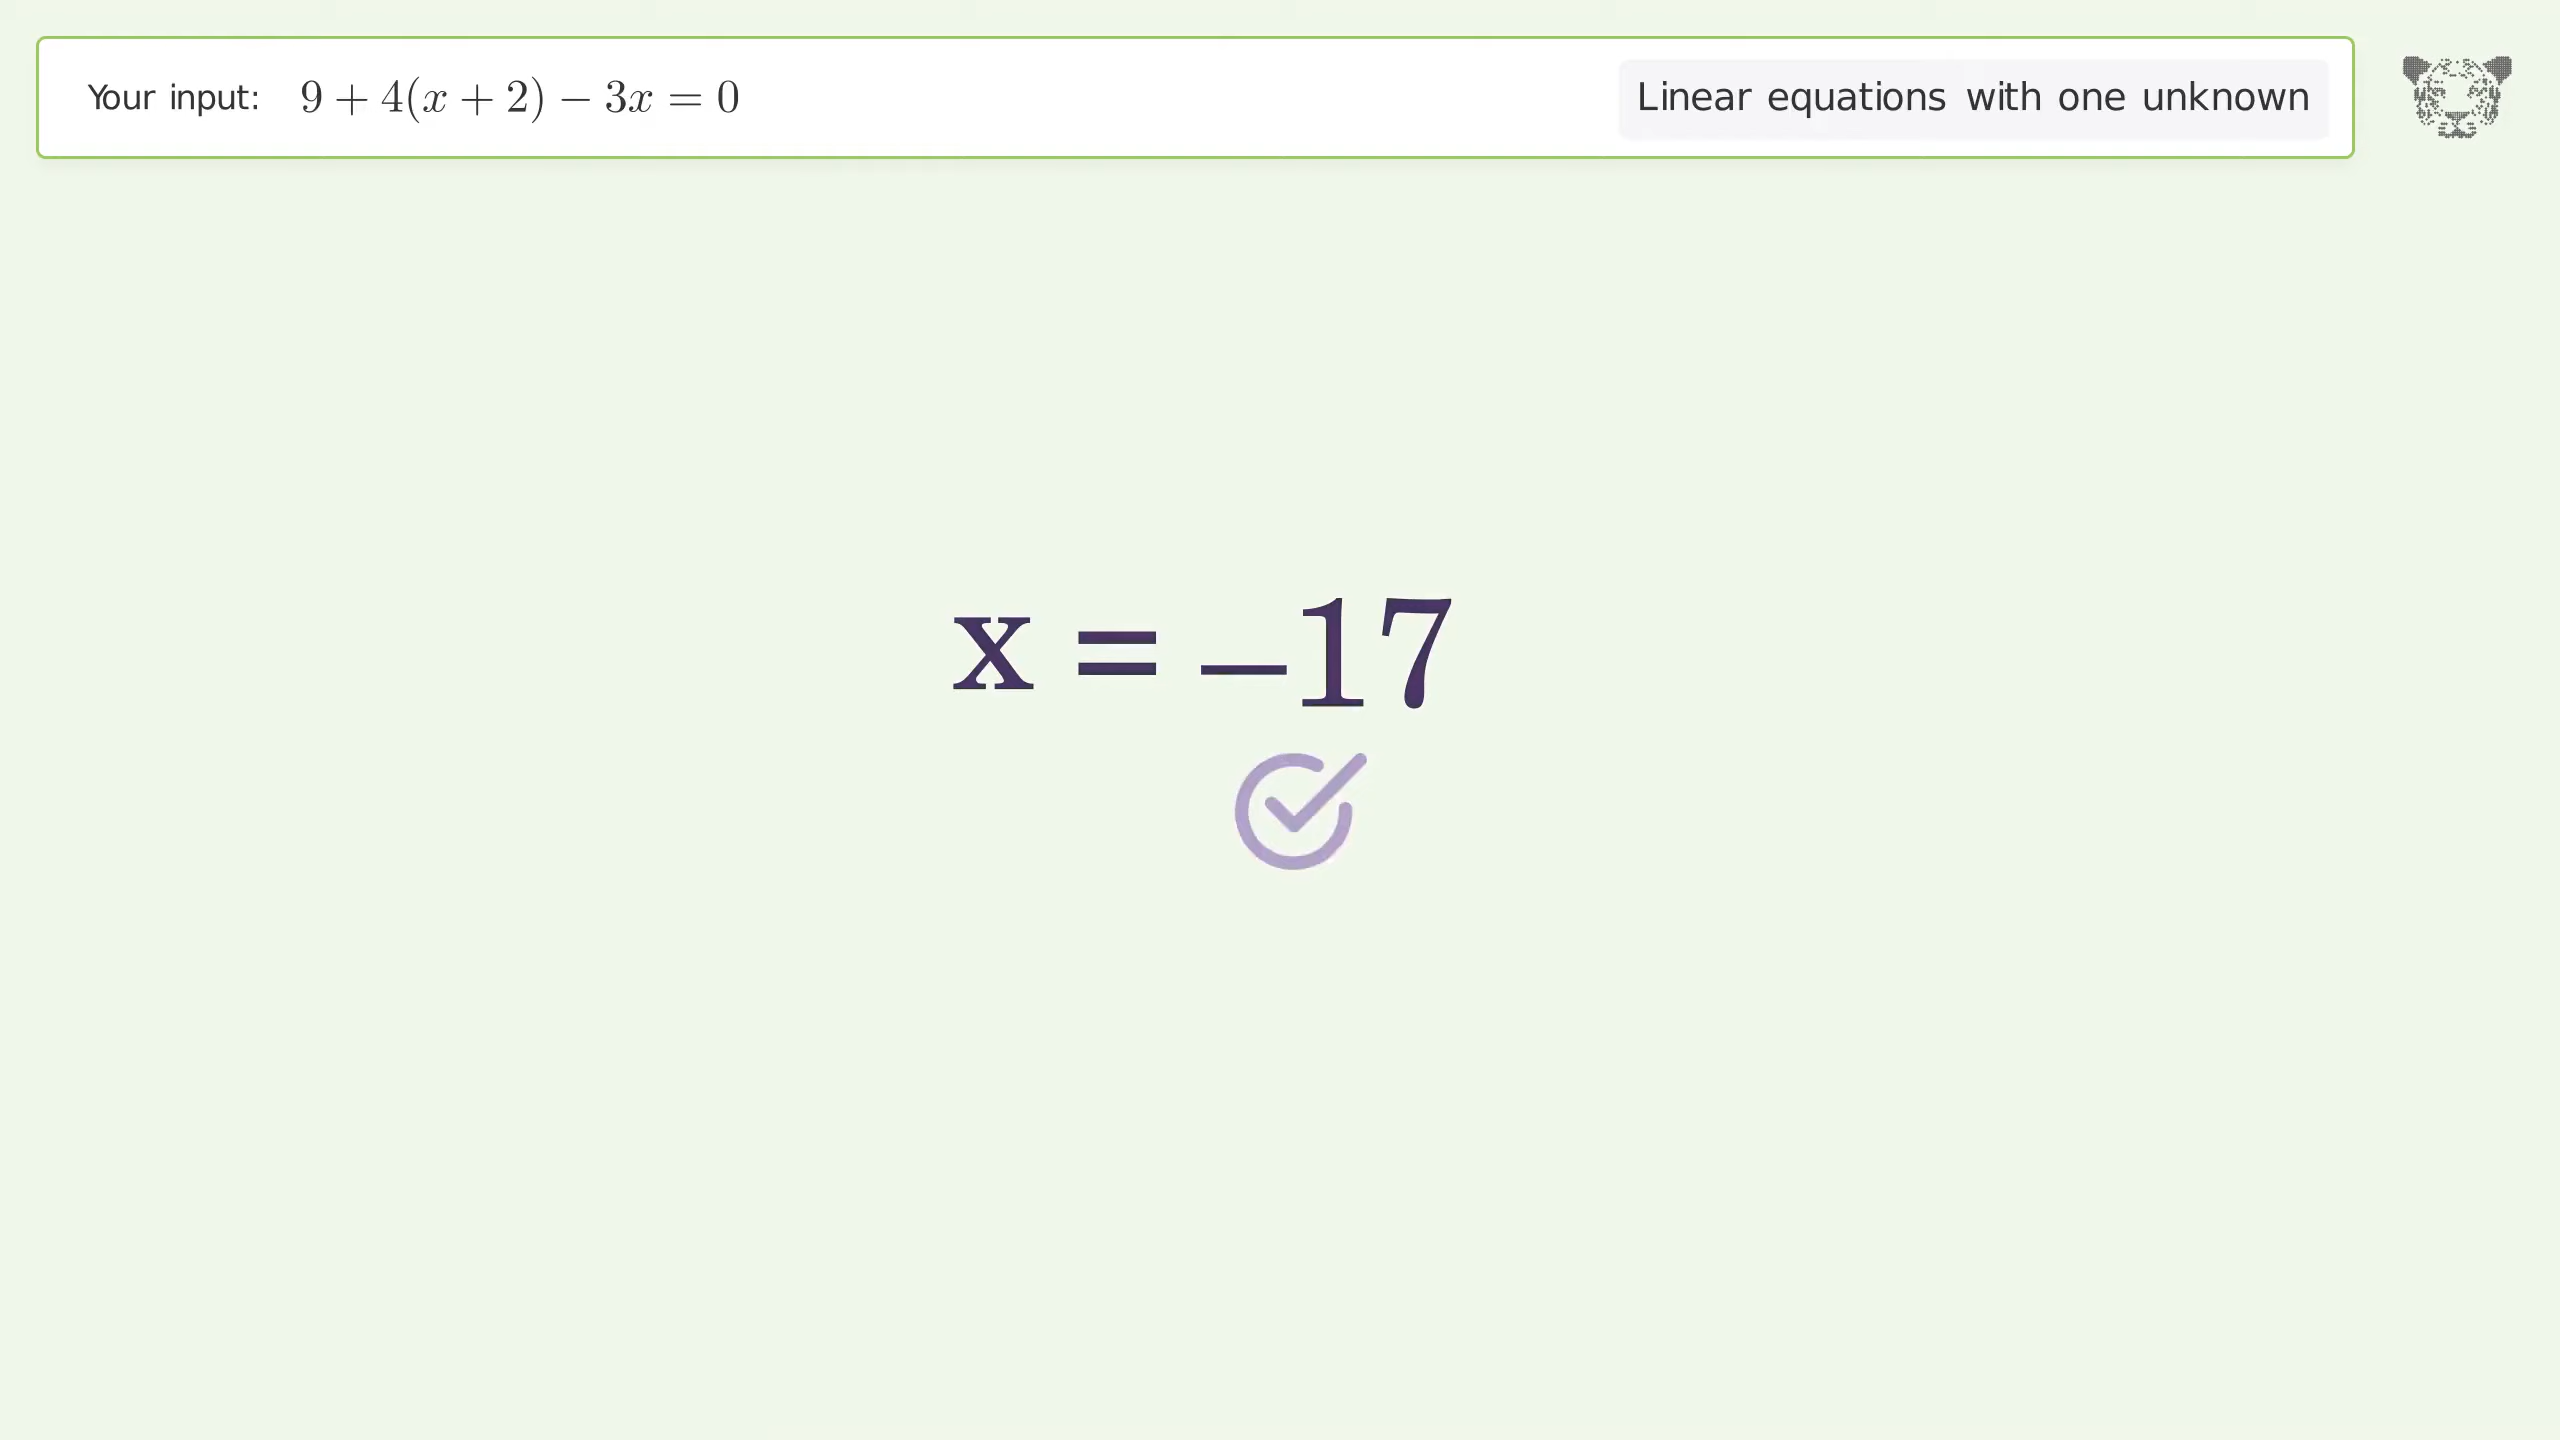 Your input: 9 + 4(x + 2) − 3x = 0
Linear equations with one unknown
x = −17